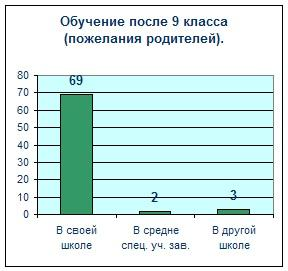 Обучение после 9 класса
(пожелания родителей).
80
70
60
50
40
30
20
10
0
69
2
3
В своей
школе
В средне
спец. уч. зав.
В другой
школе